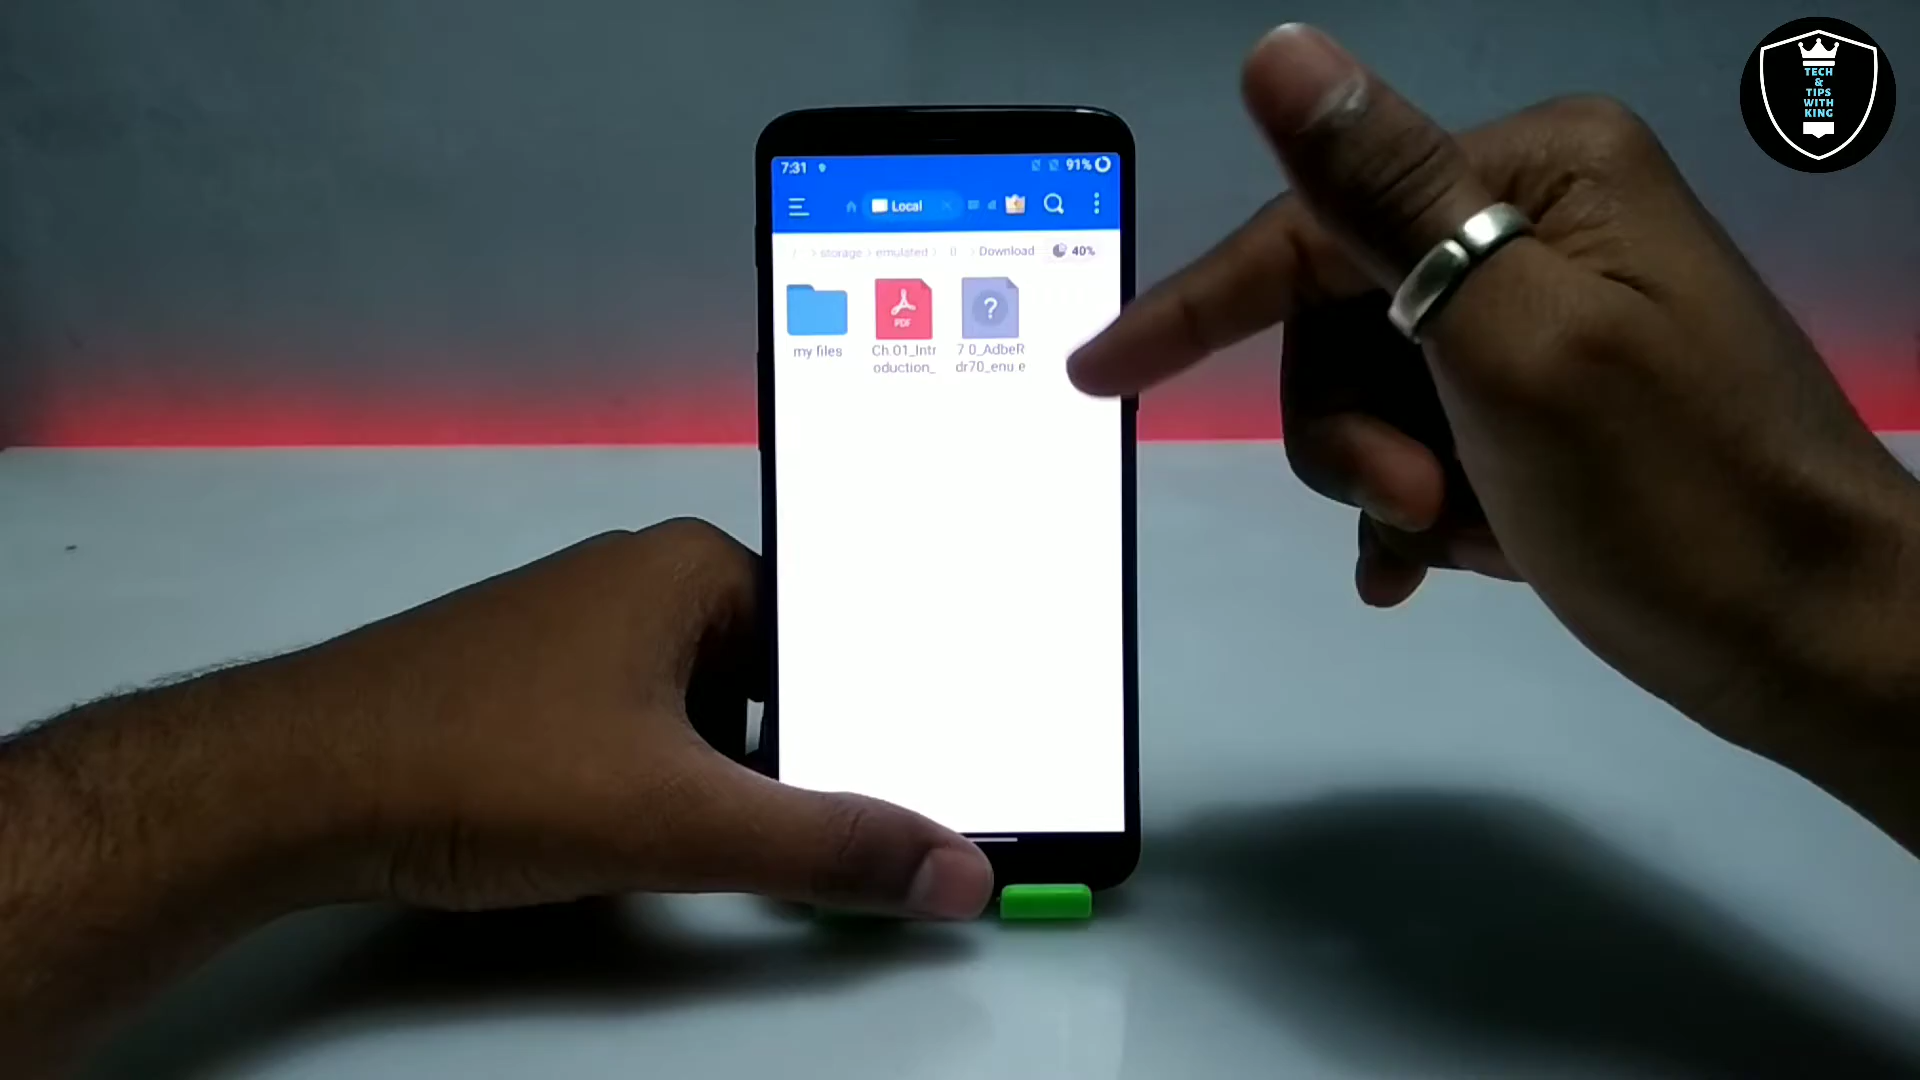 TECH
&
TIPS
WITH
KING
7:31
91%
Local
/ > storage > emulated > 0 > Download 40%
my files
PDF
Ch.01_Intr
oduction_
?
7.0_AdbeR
dr70_enu.e